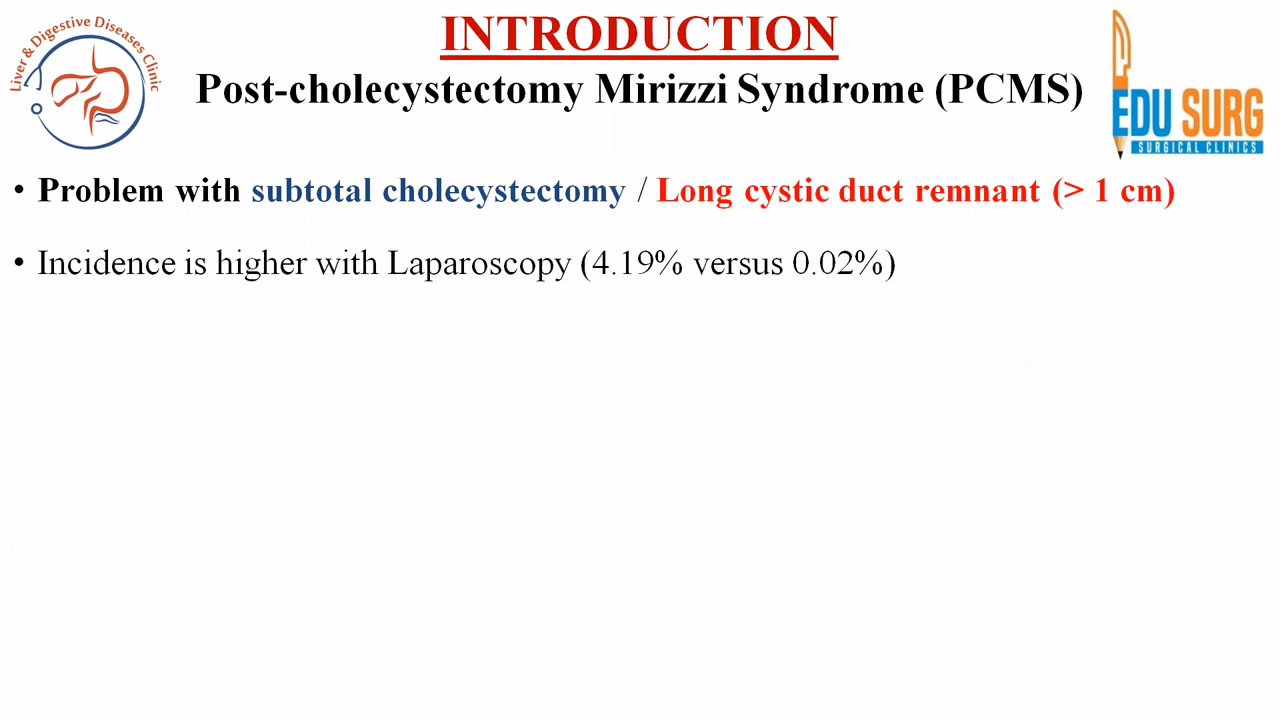 Liver & Digestive Diseases Clinic
INTRODUCTION
Post-cholecystectomy Mirizzi Syndrome (PCMS)
EDU SURG
SURGICAL CLINICS
• Problem with subtotal cholecystectomy / Long cystic duct remnant (> 1 cm)
• Incidence is higher with Laparoscopy (4.19% versus 0.02%)